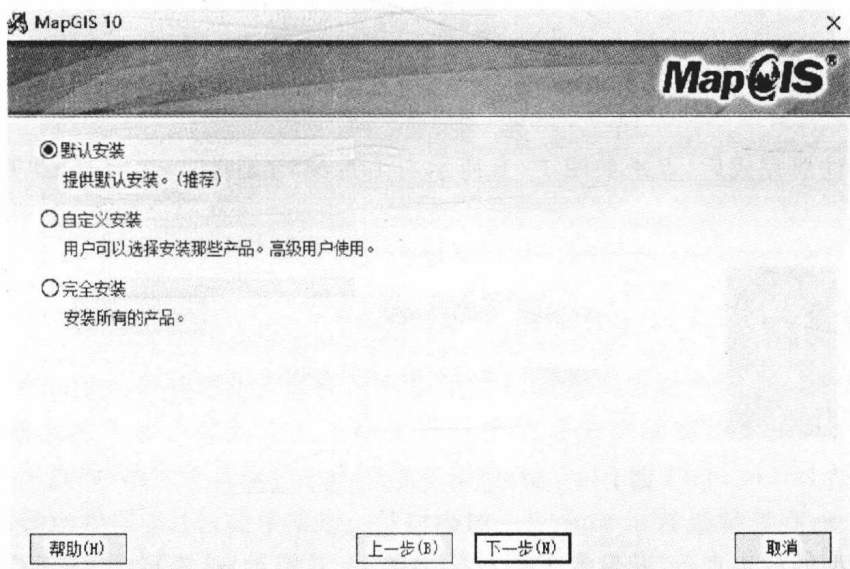 MapGIS 10
MapGIS®
默认安装
提供默认安装。(推荐)
自定义安装
用户可以选择安装那些产品。高级用户使用。
完全安装
安装所有的产品。
帮助(H) 上一步(B) 下一步(N) 取消